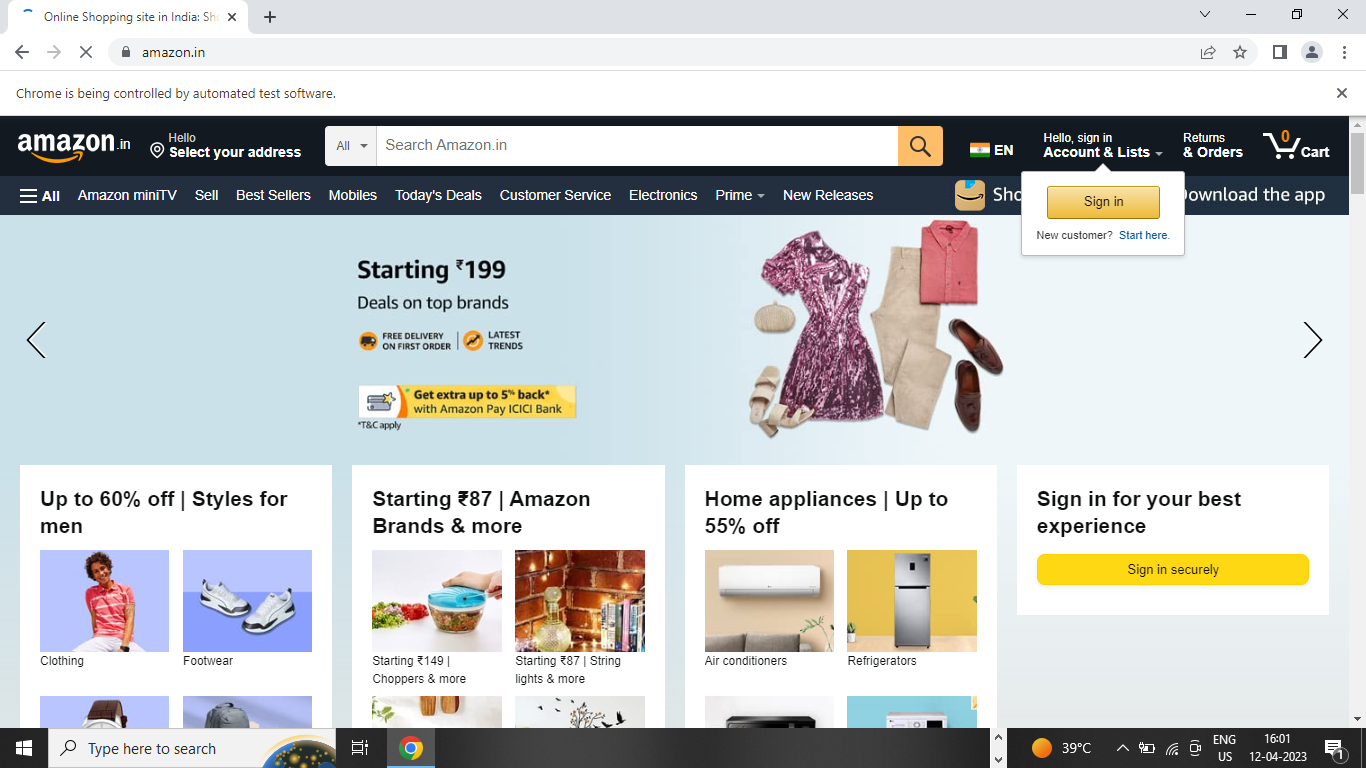 Online Shopping site in India: Sh
amazon.in
Chrome is being controlled by automated test software.
amazon.in
Hello
Select your address
All
Search Amazon.in
EN
Hello, sign in
Account & Lists
Returns
& Orders
0
Cart
All
Amazon miniTV
Sell
Best Sellers
Mobiles
Today's Deals
Customer Service
Electronics
Prime
New Releases
Sho
Download the app
Sign in
New customer? Start here.
Starting ₹199
Deals on top brands
FREE DELIVERY
ON FIRST ORDER
LATEST
TRENDS
Get extra up to 5% back*
with Amazon Pay ICICI Bank
*T&C apply
Up to 60% off | Styles for
men
Clothing
Footwear
Starting ₹87 | Amazon
Brands & more
Starting ₹149 |
Choppers & more
Starting ₹87 | String
lights & more
Home appliances | Up to
55% off
Air conditioners
Refrigerators
Sign in for your best
experience
Sign in securely
Type here to search
39°C
ENG
US
16:01
12-04-2023
1